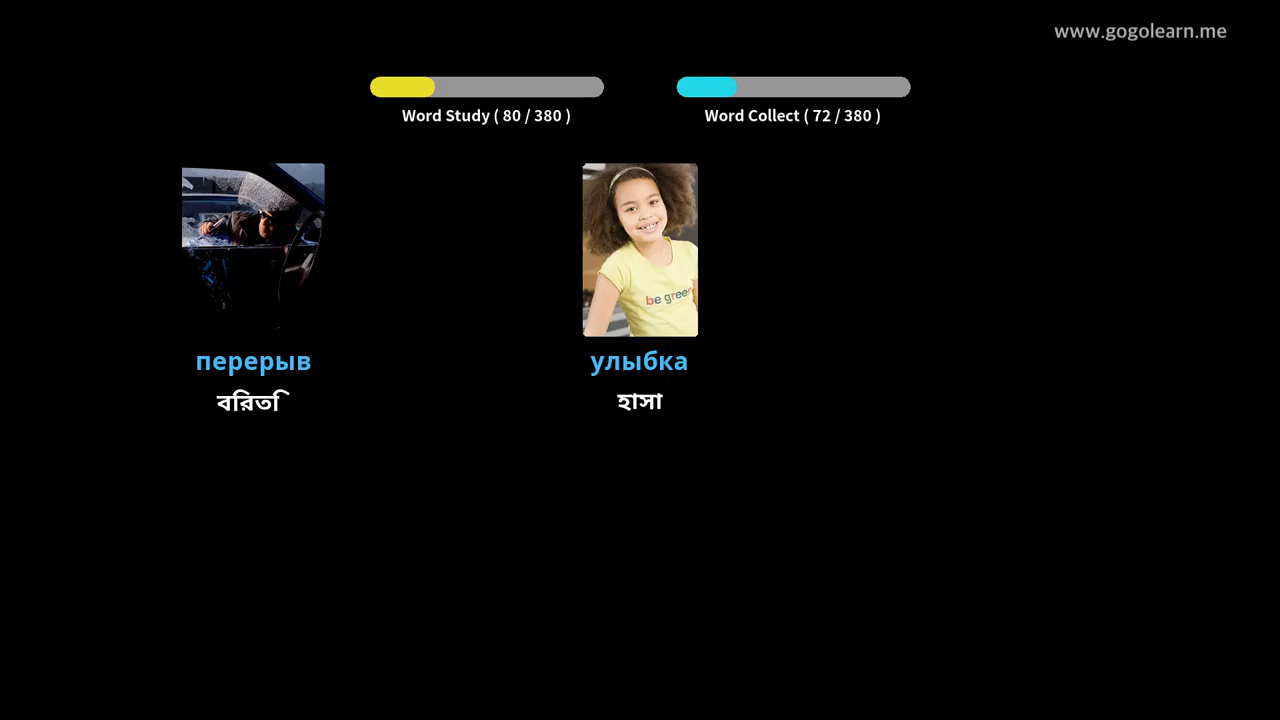 www.gogolearn.me
Word Study ( 80 / 380 )
Word Collect ( 72 / 380 )
be green
перерыв
улыбка
বিরতি
হাসা